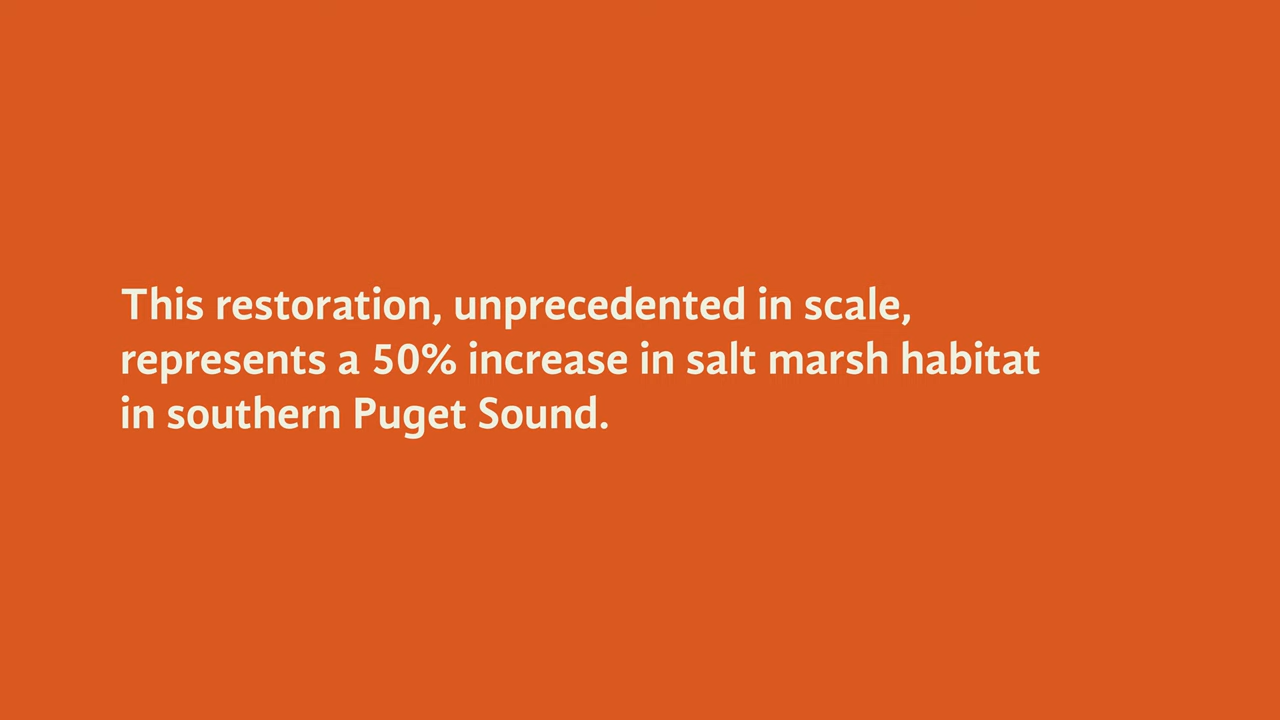 This restoration, unprecedented in scale,
represents a 50% increase in salt marsh habitat
in southern Puget Sound.